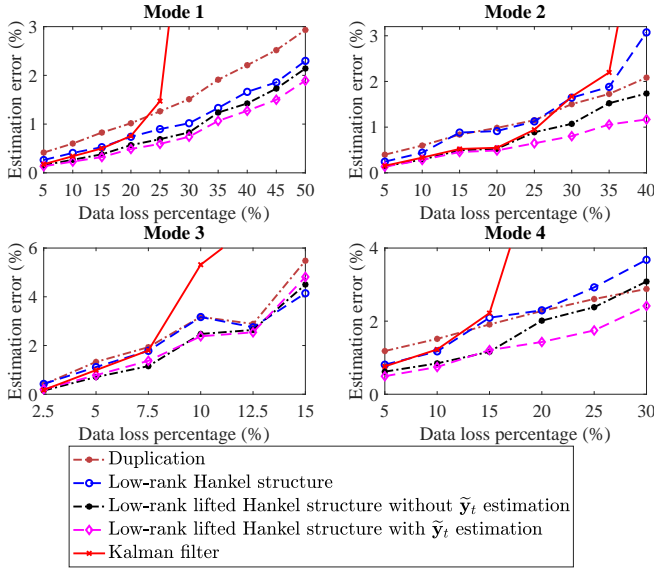 Mode 1
Mode 2
3
2
1
0
Estimation error (%)
5 10 15 20 25 30 35 40 45 50
Data loss percentage (%)
3
2
1
0
Estimation error (%)
5 10 15 20 25 30 35 40
Data loss percentage (%)
Mode 3
Mode 4
6
4
2
0
Estimation error (%)
2.5 5 7.5 10 12.5 15
Data loss percentage (%)
4
2
0
Estimation error (%)
5 10 15 20 25 30
Data loss percentage (%)
Duplication
Low-rank Hankel structure
Low-rank lifted Hankel structure without ỹₜ estimation
Low-rank lifted Hankel structure with ỹₜ estimation
Kalman filter